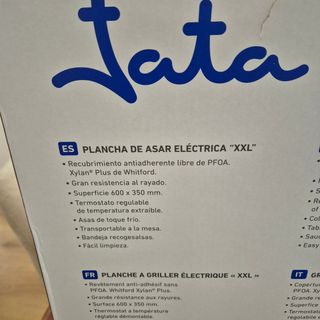 Jata
ES PLANCHA DE ASAR ELÉCTRICA "XXL"
• Recubrimiento antiadherente libre de PFOA.
Xylan® Plus de Whitford.
• Gran resistencia al rayado.
• Superficie 600 x 350 mm.
• Termostato regulable
de temperatura extraíble.
• Asas de toque frío.
• Transportable a la mesa.
• Bandeja recogesalsas.
• Fácil limpieza.
FR PLANCHE A GRILLER ÉLECTRIQUE « XXL »
• Revêtement anti-adhésif sans
PFOA. Whitford Xylan® Plus.
• Grande résistance aux rayures.
• Surface 600 x 350 mm.
• Thermostat a température
réglable démontable.
IT